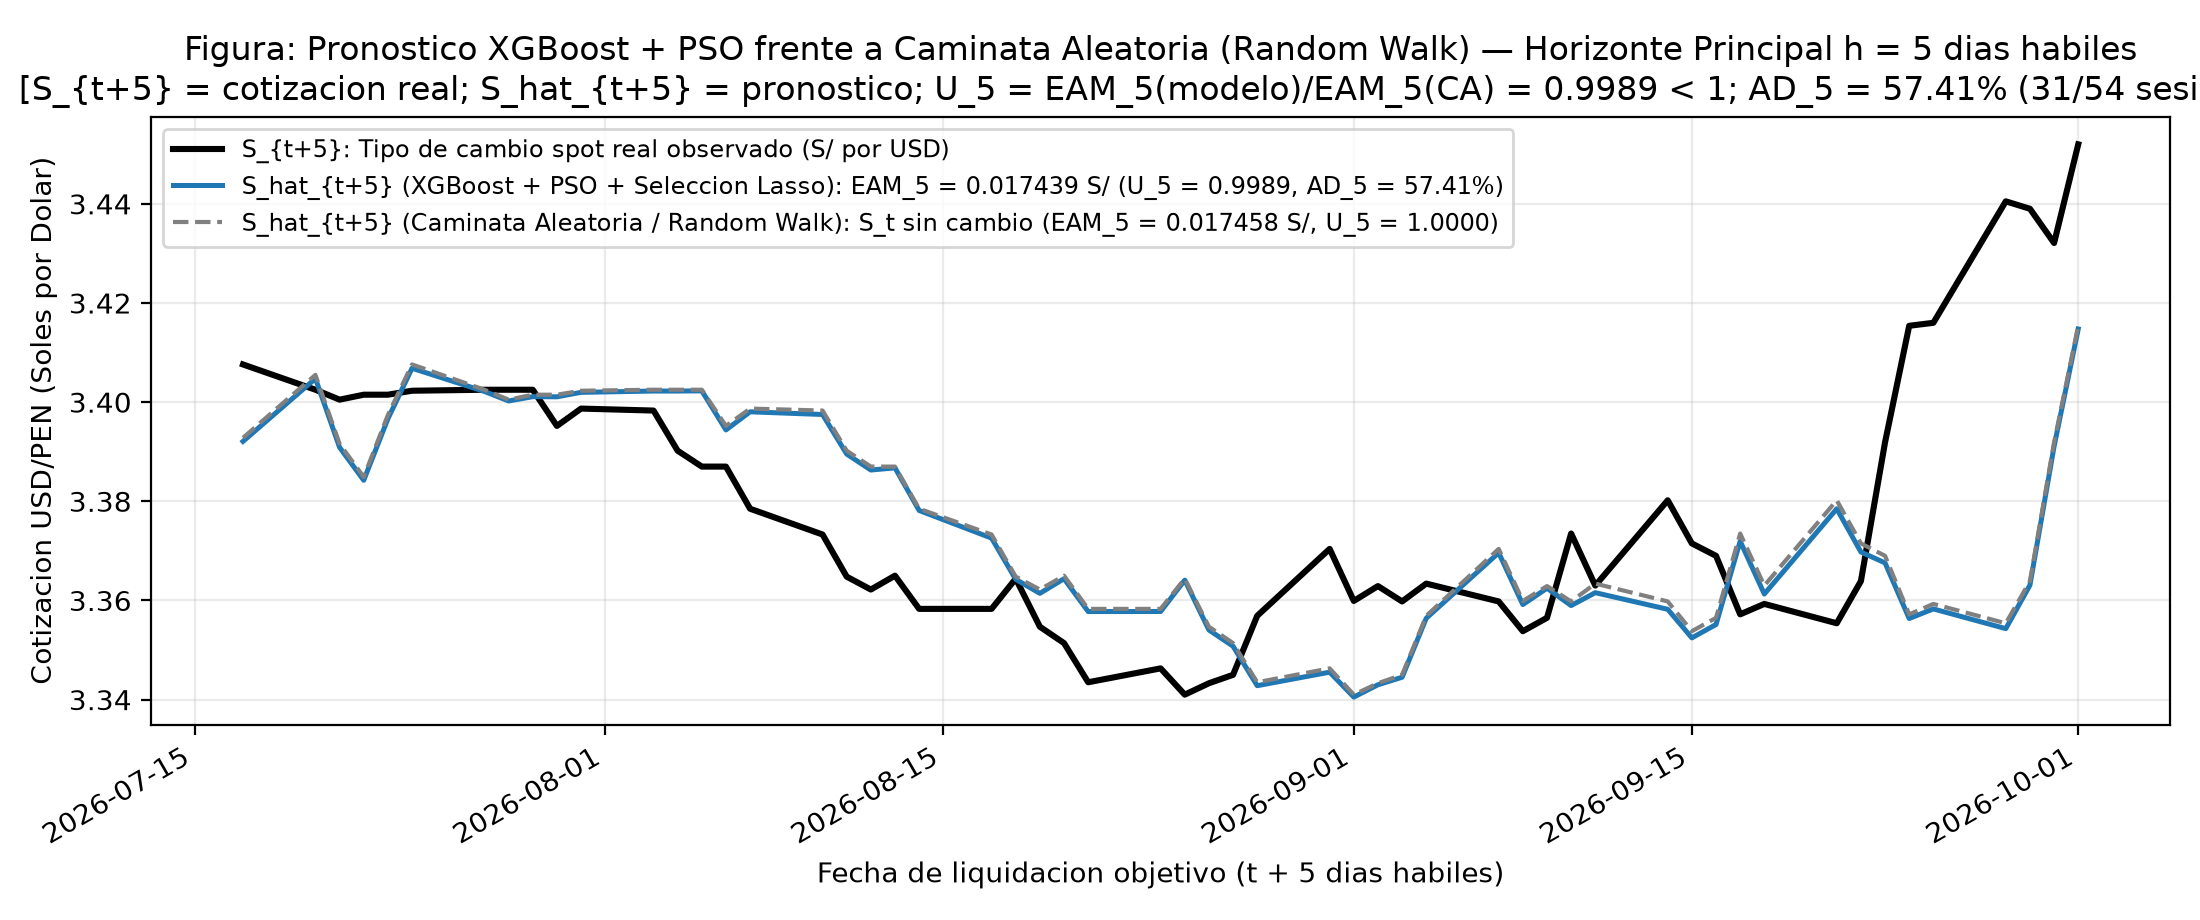 Figura: Pronostico XGBoost + PSO frente a Caminata Aleatoria (Random Walk) — Horizonte Principal h = 5 dias habiles
[S_{t+5} = cotizacion real; S_hat_{t+5} = pronostico; U_5 = EAM_5(modelo)/EAM_5(CA) = 0.9989 < 1; AD_5 = 57.41% (31/54 sesi
S_{t+5}: Tipo de cambio spot real observado (S/ por USD)
S_hat_{t+5} (XGBoost + PSO + Seleccion Lasso): EAM_5 = 0.017439 S/ (U_5 = 0.9989, AD_5 = 57.41%)
S_hat_{t+5} (Caminata Aleatoria / Random Walk): S_t sin cambio (EAM_5 = 0.017458 S/, U_5 = 1.0000)
Cotizacion USD/PEN (Soles por Dolar)
3.44
3.42
3.40
3.38
3.36
3.34
2026-07-15
2026-08-01
2026-08-15
2026-09-01
2026-09-15
2026-10-01
Fecha de liquidacion objetivo (t + 5 dias habiles)